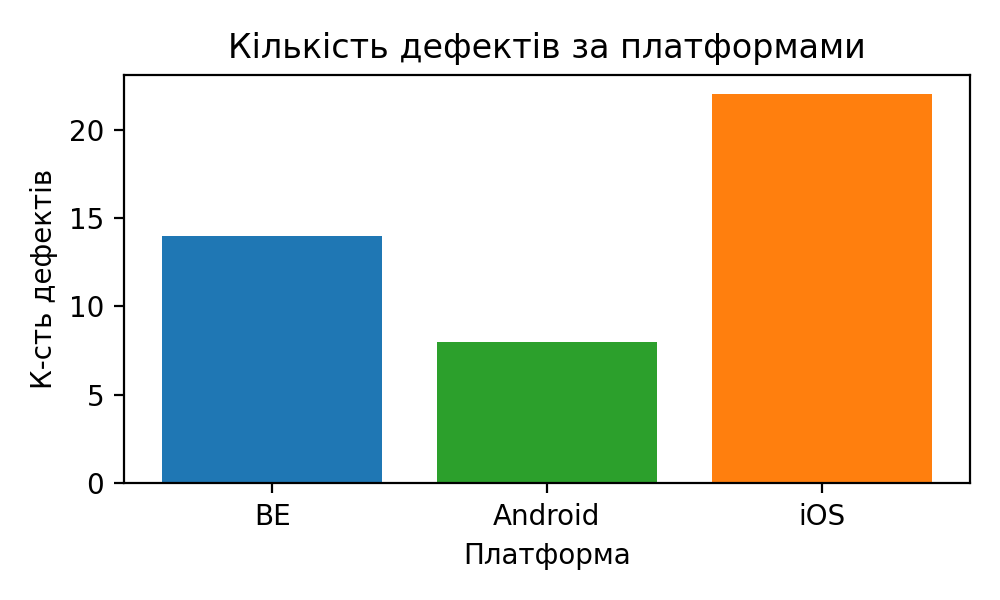 Кількість дефектів за платформами
К-сть дефектів
20
15
10
5
0
BE
Android
iOS
Платформа